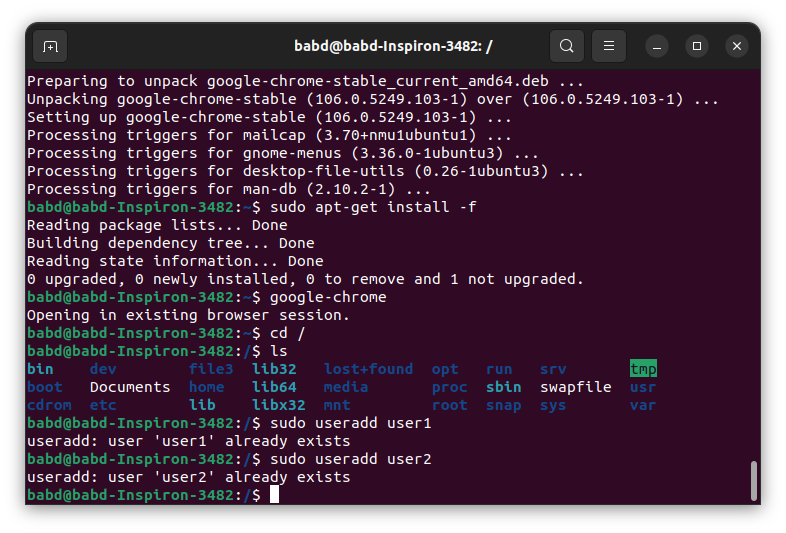 babd@babd-Inspiron-3482: /
Preparing to unpack google-chrome-stable_current_amd64.deb ...
Unpacking google-chrome-stable (106.0.5249.103-1) over (106.0.5249.103-1) ...
Setting up google-chrome-stable (106.0.5249.103-1) ...
Processing triggers for mailcap (3.70+nmu1ubuntu1) ...
Processing triggers for gnome-menus (3.36.0-1ubuntu3) ...
Processing triggers for desktop-file-utils (0.26-1ubuntu3) ...
Processing triggers for man-db (2.10.2-1) ...
babd@babd-Inspiron-3482:~$ sudo apt-get install -f
Reading package lists... Done
Building dependency tree... Done
Reading state information... Done
0 upgraded, 0 newly installed, 0 to remove and 1 not upgraded.
babd@babd-Inspiron-3482:~$ google-chrome
Opening in existing browser session.
babd@babd-Inspiron-3482:~$ cd /
babd@babd-Inspiron-3482:/$ ls
bin    dev        file3  lib32   lost+found  opt   run   srv       tmp
boot   Documents  home   lib64   media       proc  sbin  swapfile  usr
cdrom  etc        lib    libx32  mnt         root  snap  sys       var
babd@babd-Inspiron-3482:/$ sudo useradd user1
useradd: user 'user1' already exists
babd@babd-Inspiron-3482:/$ sudo useradd user2
useradd: user 'user2' already exists
babd@babd-Inspiron-3482:/$